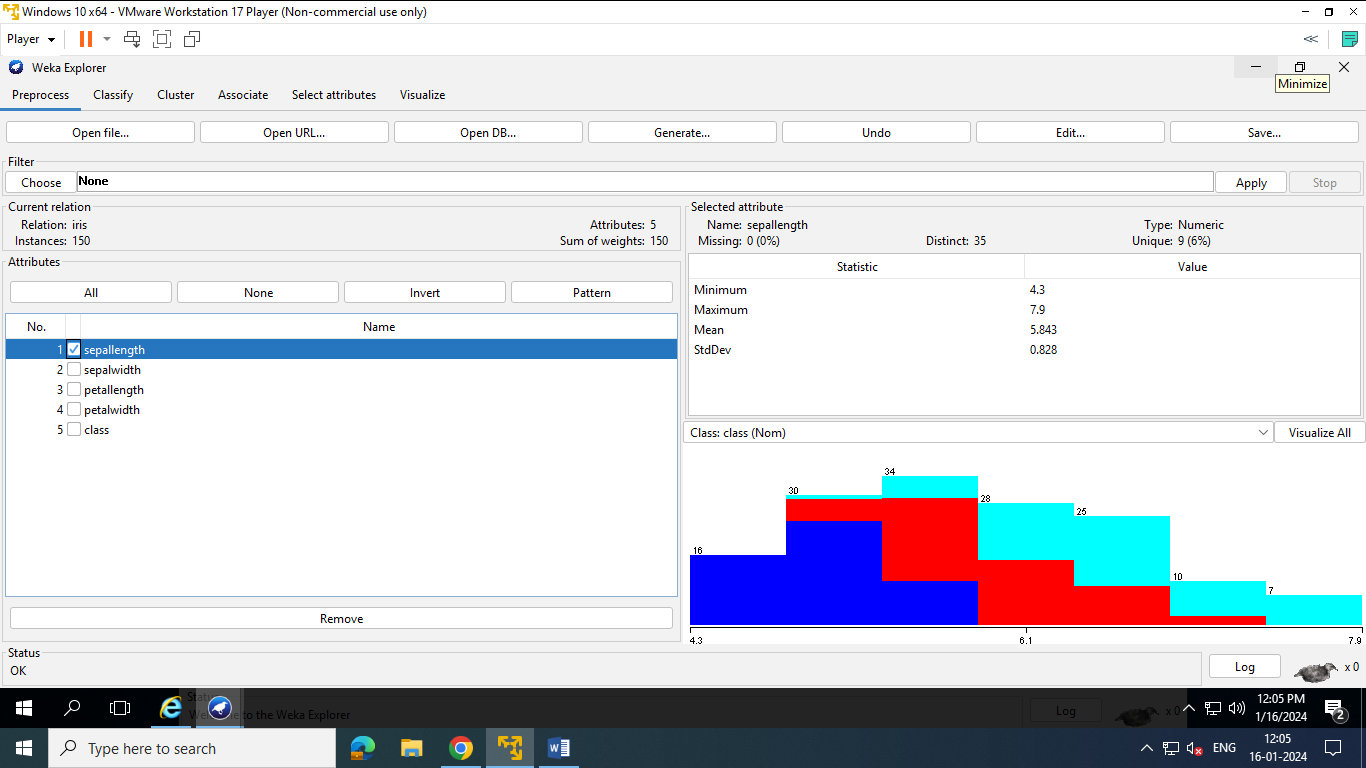 Windows 10 x64 - VMware Workstation 17 Player (Non-commercial use only)
Player
Weka Explorer
Minimize
Preprocess Classify Cluster Associate Select attributes Visualize
Open file... Open URL... Open DB... Generate... Undo Edit... Save...
Filter
Choose None Apply Stop
Current relation
Relation: iris Attributes: 5
Instances: 150 Sum of weights: 150
Selected attribute
Name: sepallength Type: Numeric
Missing: 0 (0%) Distinct: 35 Unique: 9 (6%)
Attributes
All None Invert Pattern
No. Name
1 sepallength
2 sepalwidth
3 petallength
4 petalwidth
5 class
Remove
Statistic Value
Minimum 4.3
Maximum 7.9
Mean 5.843
StdDev 0.828
Class: class (Nom) Visualize All
16
30
34
28
25
10
7
4.3 6.1 7.9
Status
OK
Log x 0
Status
Welcome to the Weka Explorer
Log x 0
12:05 PM
1/16/2024
2
Type here to search
ENG
12:05
16-01-2024